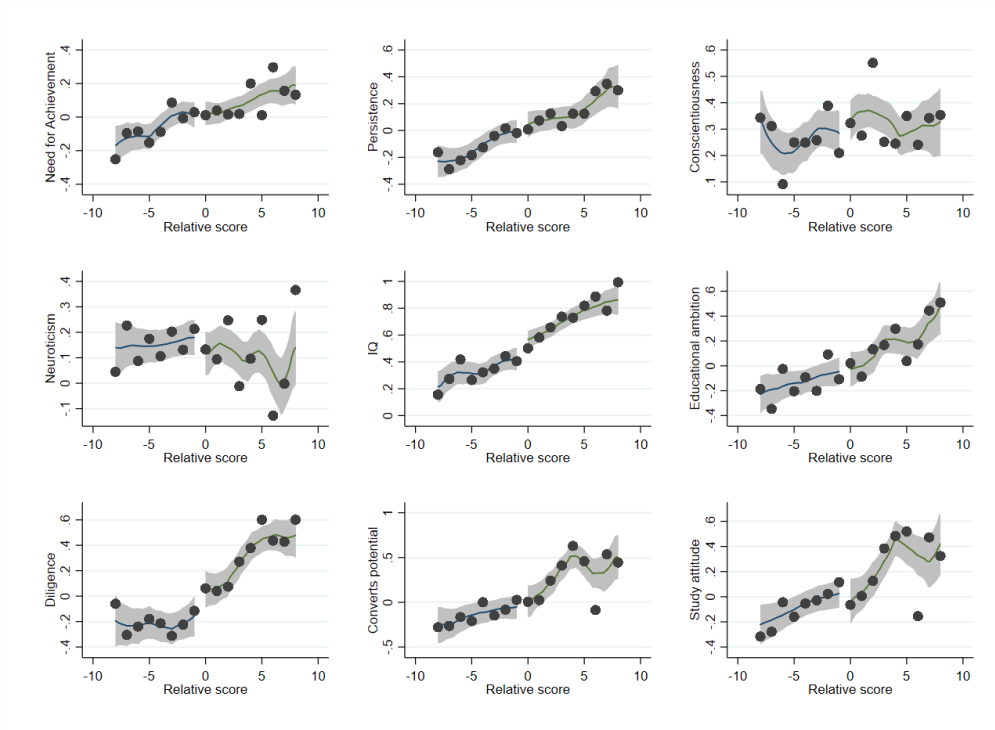 Need for Achievement
.4
.2
0
-.2
-.4
-10 -5 0 5 10
Relative score
Persistence
.6
.4
.2
0
-.2
-.4
-10 -5 0 5 10
Relative score
Conscientiousness
.6
.5
.4
.3
.2
.1
-10 -5 0 5 10
Relative score
Neuroticism
.4
.3
.2
.1
0
-.1
-10 -5 0 5 10
Relative score
IQ
1
.8
.6
.4
.2
0
-10 -5 0 5 10
Relative score
Educational ambition
.6
.4
.2
0
-.2
-.4
-10 -5 0 5 10
Relative score
Diligence
.6
.4
.2
0
-.2
-.4
-10 -5 0 5 10
Relative score
Converts potential
1
.5
0
-.5
-10 -5 0 5 10
Relative score
Study attitude
.6
.4
.2
0
-.2
-.4
-10 -5 0 5 10
Relative score